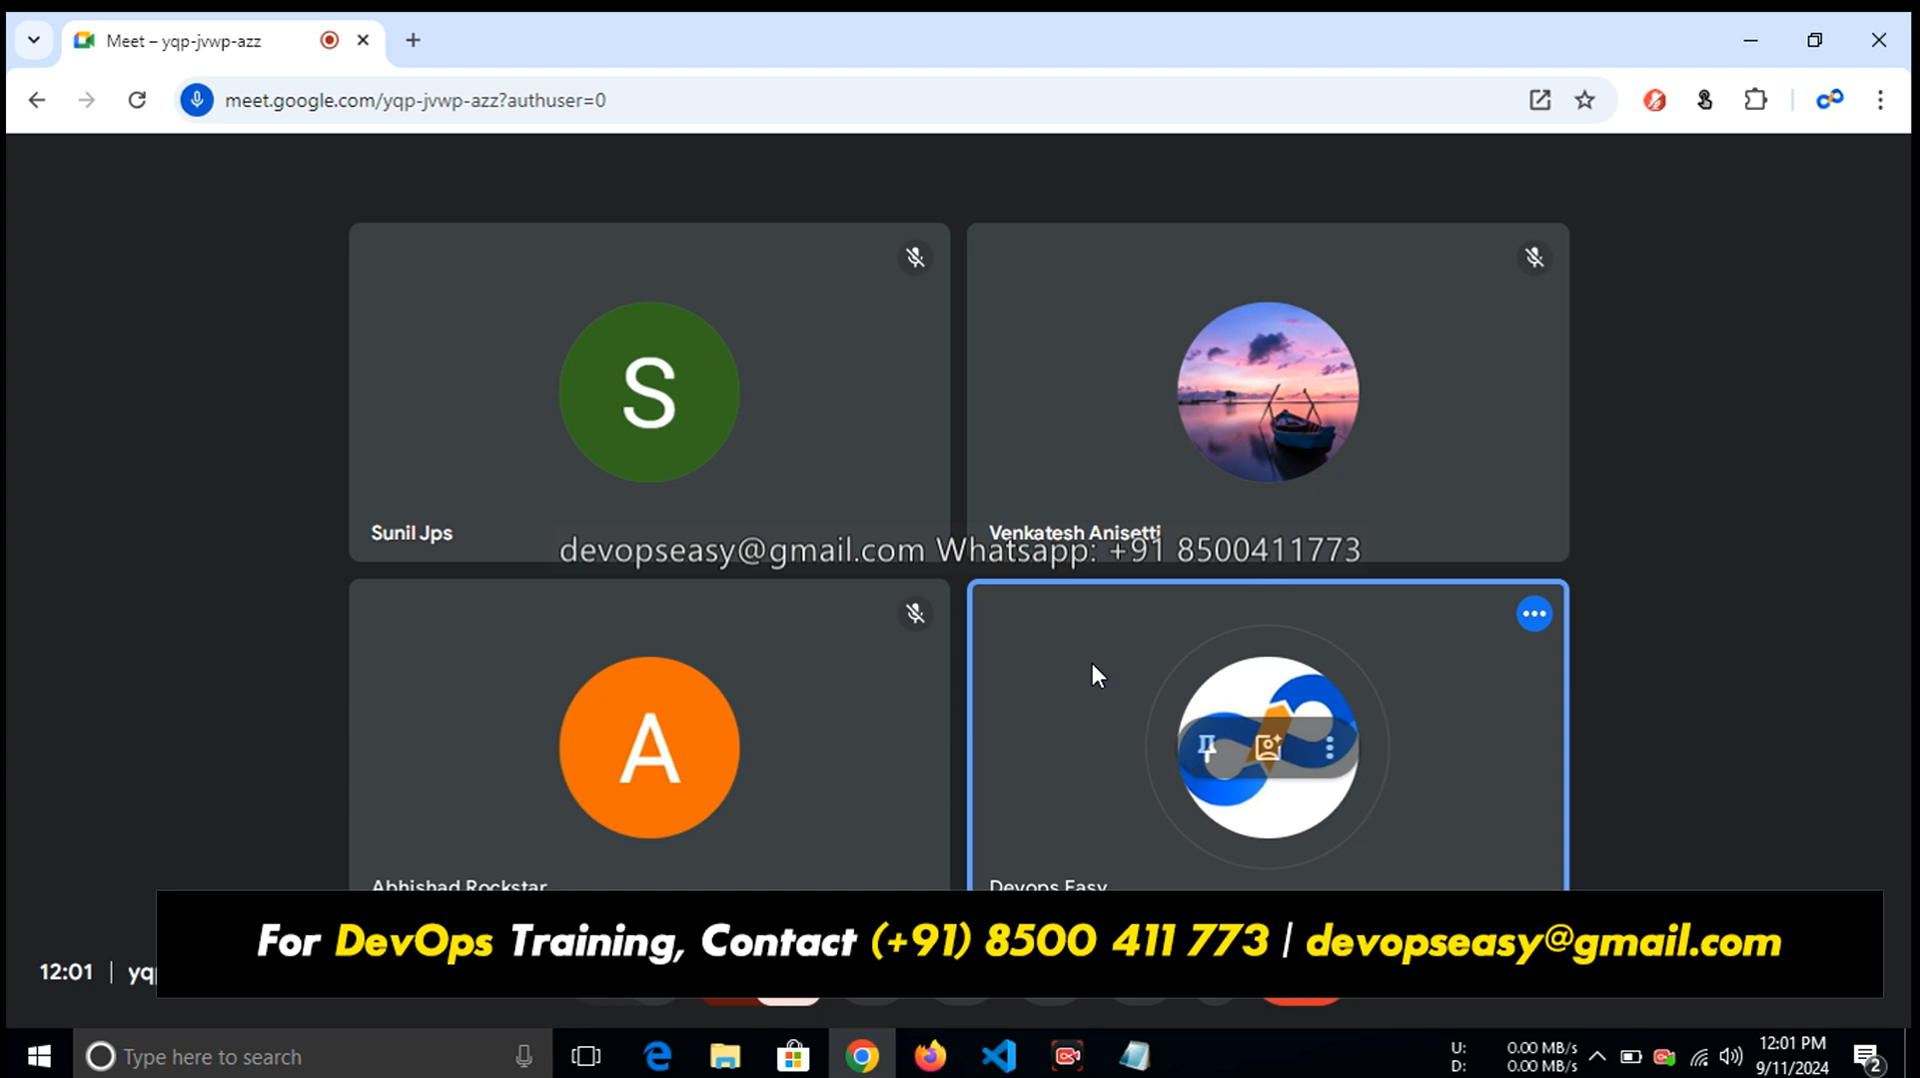 Meet – yqp-jvwp-azz
meet.google.com/yqp-jvwp-azz?authuser=0
S
Sunil Jps
Venkatesh Anisetti
devopseasy@gmail.com Whatsapp: +91 8500411773
A
Abhishad Rockstar
Devops Easy
For DevOps Training, Contact (+91) 8500 411 773 | devopseasy@gmail.com
12:01 | yqp
Type here to search
U: 0.00 MB/s
D: 0.00 MB/s
12:01 PM
9/11/2024
2